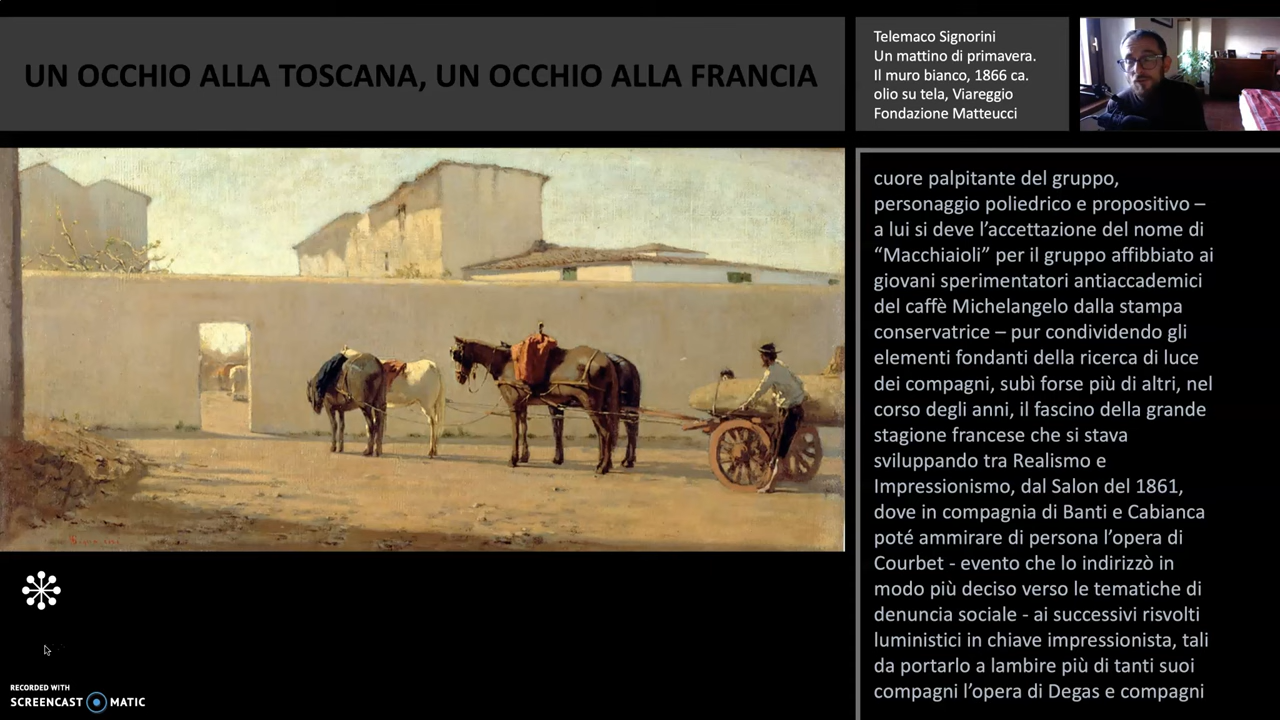 UN OCCHIO ALLA TOSCANA, UN OCCHIO ALLA FRANCIA
Telemaco Signorini
Un mattino di primavera.
Il muro bianco, 1866 ca.
olio su tela, Viareggio
Fondazione Matteucci
cuore palpitante del gruppo,
personaggio poliedrico e propositivo –
a lui si deve l’accettazione del nome di
“Macchiaioli” per il gruppo affibbiato ai
giovani sperimentatori antiaccademici
del caffè Michelangelo dalla stampa
conservatrice – pur condividendo gli
elementi fondanti della ricerca di luce
dei compagni, subì forse più di altri, nel
corso degli anni, il fascino della grande
stagione francese che si stava
sviluppando tra Realismo e
Impressionismo, dal Salon del 1861,
dove in compagnia di Banti e Cabianca
poté ammirare di persona l’opera di
Courbet - evento che lo indirizzò in
modo più deciso verso le tematiche di
denuncia sociale - ai successivi risvolti
luministici in chiave impressionista, tali
da portarlo a lambire più di tanti suoi
compagni l’opera di Degas e compagni
RECORDED WITH
SCREENCAST MATIC